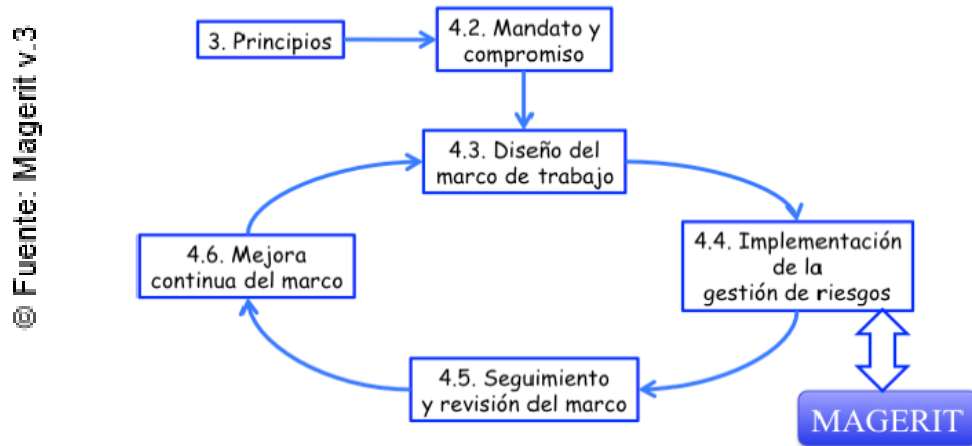 © Fuente: Magerit v.3
3. Principios
4.2. Mandato y
compromiso
4.3. Diseño del
marco de trabajo
4.4. Implementación
de la
gestión de riesgos
4.5. Seguimiento
y revisión del marco
4.6. Mejora
continua del marco
MAGERIT